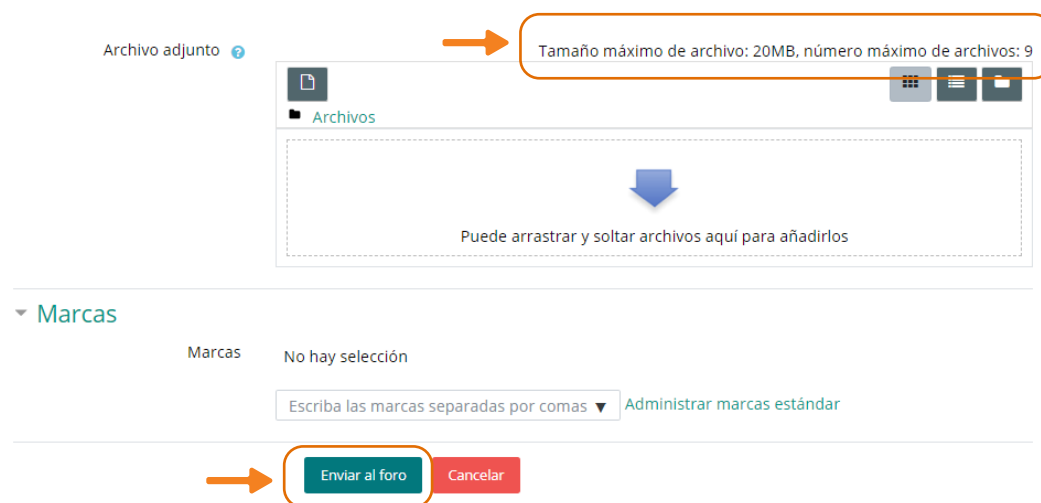 Archivo adjunto
Tamaño máximo de archivo: 20MB, número máximo de archivos: 9
Archivos
Puede arrastrar y soltar archivos aquí para añadirlos
Marcas
Marcas
No hay selección
Escriba las marcas separadas por comas ▼ Administrar marcas estándar
Enviar al foro Cancelar